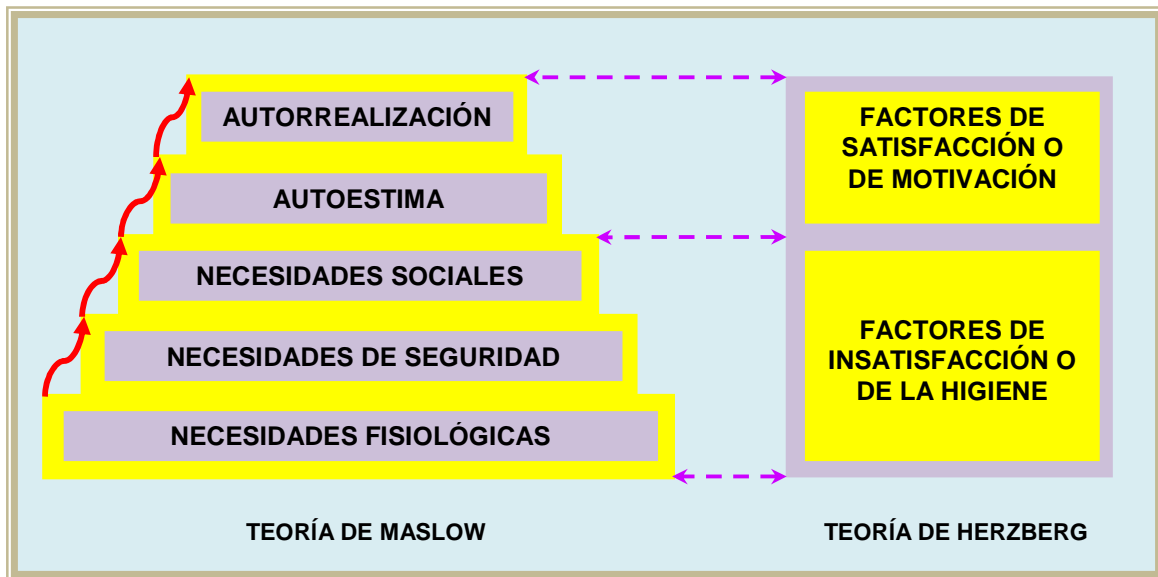 AUTORREALIZACIÓN
AUTOESTIMA
NECESIDADES SOCIALES
NECESIDADES DE SEGURIDAD
NECESIDADES FISIOLÓGICAS
TEORÍA DE MASLOW
FACTORES DE
SATISFACCIÓN O
DE MOTIVACIÓN
FACTORES DE
INSATISFACCIÓN O
DE LA HIGIENE
TEORÍA DE HERZBERG